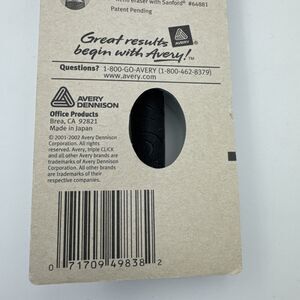 eraser with Sanford® #64881
Patent Pending
Great results
begin with Avery!™
AVERY
Questions? 1-800-GO-AVERY (1-800-462-8379)
www.avery.com
AVERY
DENNISON
Office Products
Brea, CA 92821
Made in Japan
© 2001-2002 Avery Dennison
Corporation. All rights
reserved. Avery, triple CLICK
and all other Avery brands are
trademarks of Avery Dennison
Corporation. All other brands
are trademarks of their
respective companies.
0 71709 49838 2